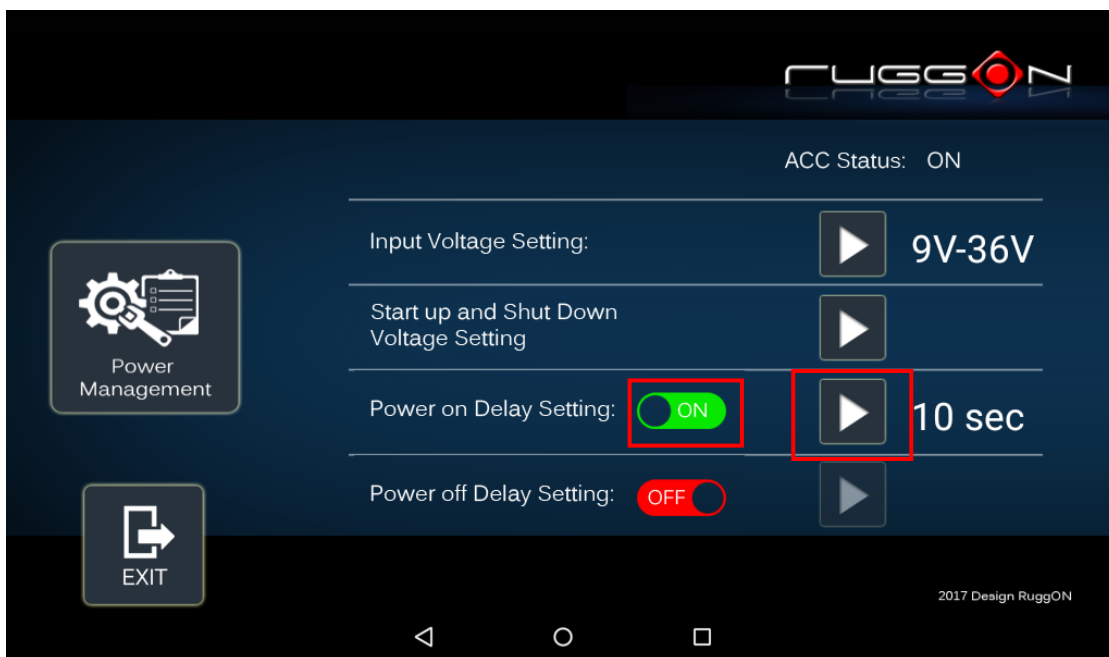 ruggON
ACC Status: ON
Input Voltage Setting:
9V-36V
Start up and Shut Down
Voltage Setting
Power on Delay Setting:
ON
10 sec
Power off Delay Setting:
OFF
Power
Management
EXIT
2017 Design RuggON